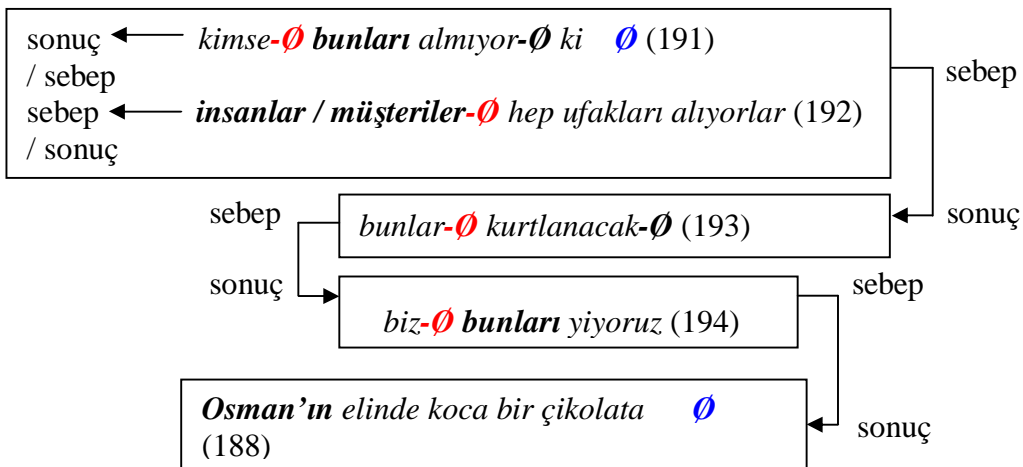 sonuç kimse-Ø bunları almıyor-Ø ki Ø (191)
/ sebep
sebep
sebep insanlar / müşteriler-Ø hep ufakları alıyorlar (192)
/ sonuç
sebep bunlar-Ø kurtlanacak-Ø (193) sonuç
sonuç biz-Ø bunları yiyoruz (194) sebep
Osman’ın elinde koca bir çikolata Ø
(188) sonuç